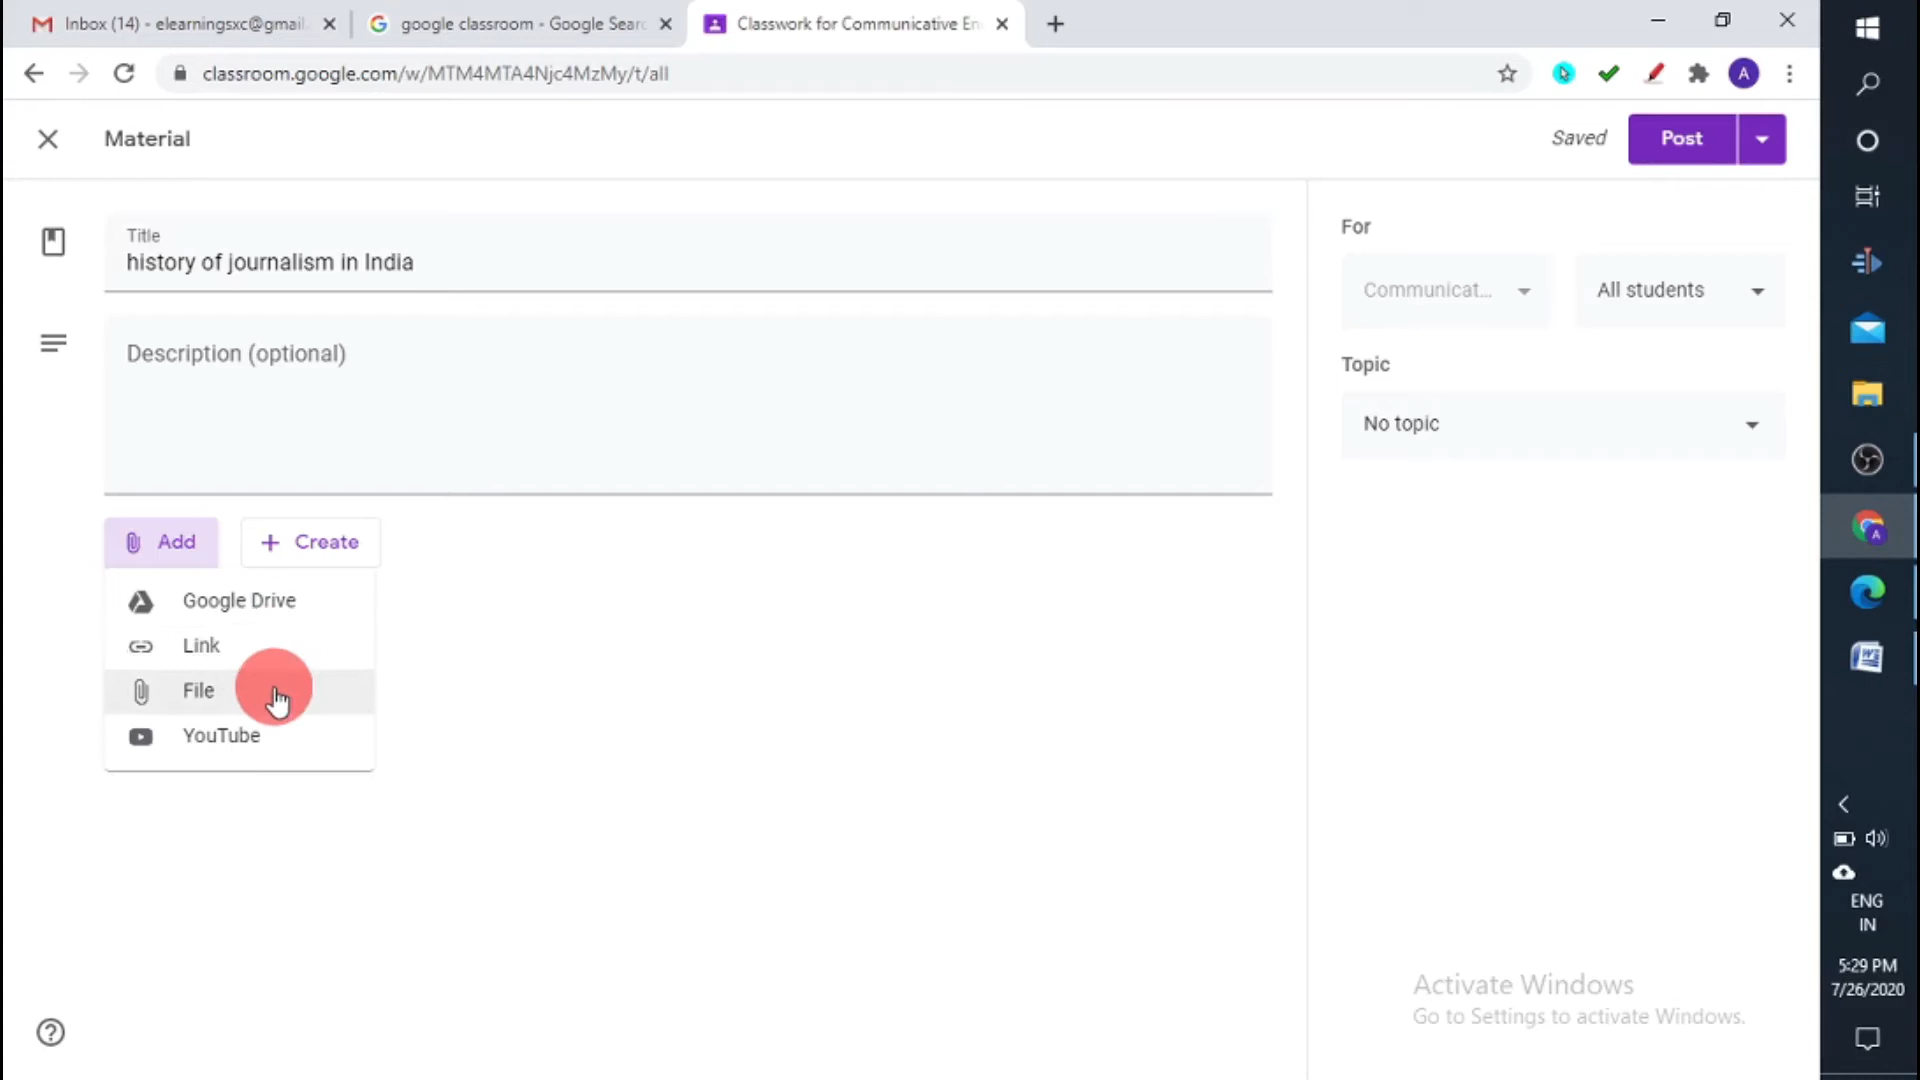 Inbox (14) - elearningsxc@gmail.
google classroom - Google Searc
Classwork for Communicative En
classroom.google.com/w/MTM4MTA4Njc4MzMy/t/all
A
Material
Saved
Post
Title
history of journalism in India
Description (optional)
For
Communicat...
All students
Topic
No topic
Add
Create
Google Drive
Link
File
YouTube
Activate Windows
Go to Settings to activate Windows.
ENG
IN
5:29 PM
7/26/2020